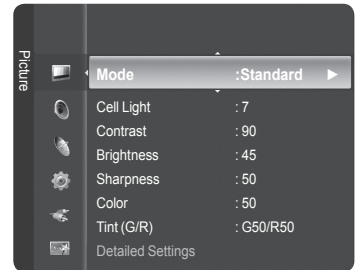 Picture
Mode :Standard ►
Cell Light : 7
Contrast : 90
Brightness : 45
Sharpness : 50
Color : 50
Tint (G/R) : G50/R50
Detailed Settings